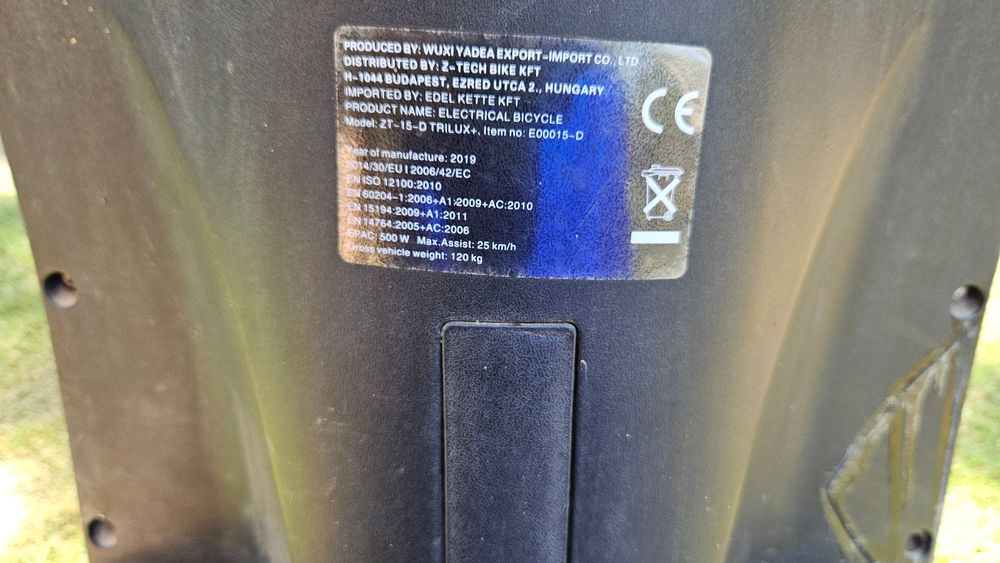 PRODUCED BY: WUXI YADEA EXPORT-IMPORT CO., LTD
DISTRIBUTED BY: Z-TECH BIKE KFT
H-1044 BUDAPEST, EZRED UTCA 2., HUNGARY
IMPORTED BY: EDEL KETTE KFT
PRODUCT NAME: ELECTRICAL BICYCLE
Model: ZT-15-D TRILUX+, Item no: E00015-D
Year of manufacture: 2019
2014/30/EU I 2006/42/EC
EN ISO 12100:2010
EN 60204-1:2006+A1:2009+AC:2010
EN 15194:2009+A1:2011
EN 14764:2005+AC:2006
EPAC: 500 W Max.Assist: 25 km/h
Gross vehicle weight: 120 kg
CE